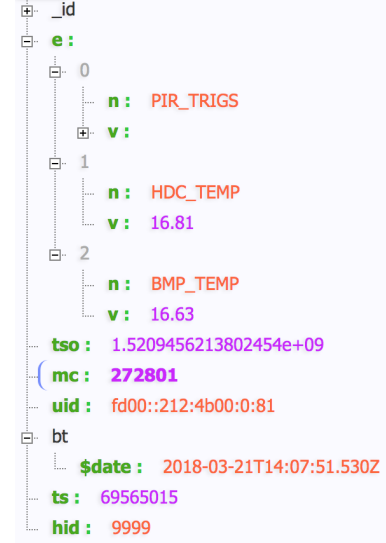 _id
e :
0
n : PIR_TRIGS
v :
1
n : HDC_TEMP
v : 16.81
2
n : BMP_TEMP
v : 16.63
tso : 1.5209456213802454e+09
mc : 272801
uid : fd00::212:4b00:0:81
bt
$date : 2018-03-21T14:07:51.530Z
ts : 69565015
hid : 9999